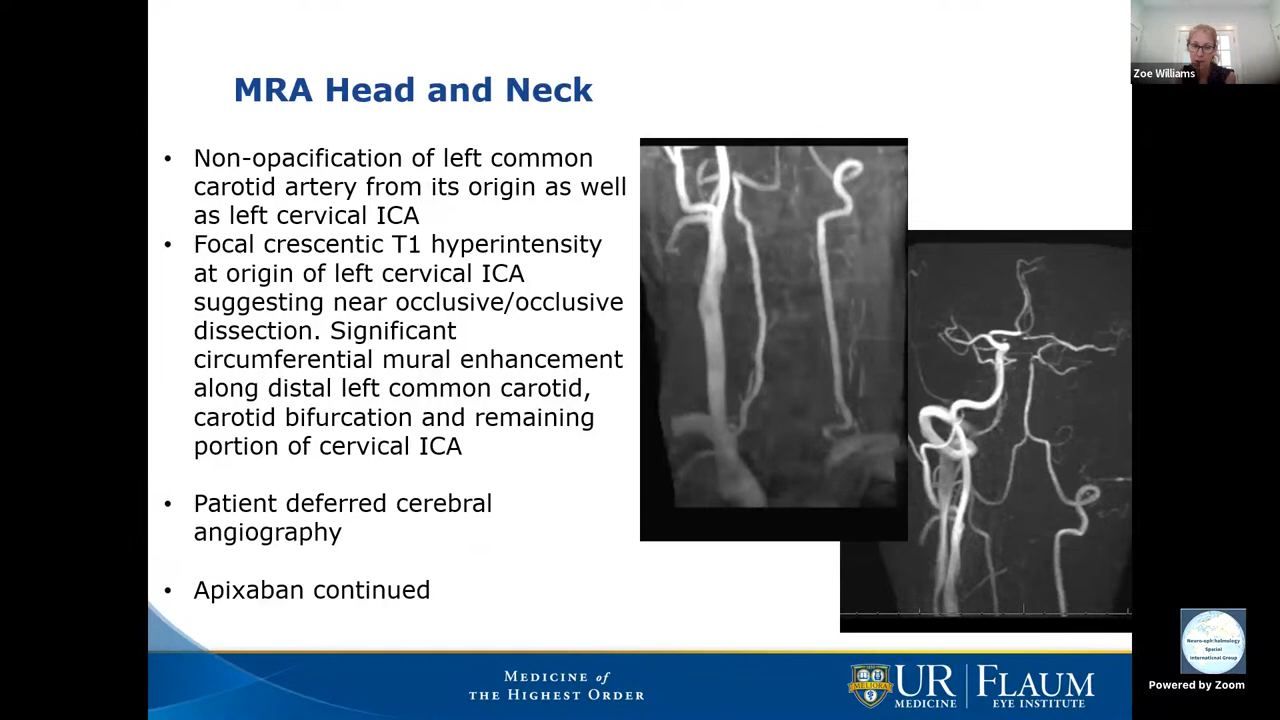 MRA Head and Neck
• Non-opacification of left common
carotid artery from its origin as well
as left cervical ICA
• Focal crescentic T1 hyperintensity
at origin of left cervical ICA
suggesting near occlusive/occlusive
dissection. Significant
circumferential mural enhancement
along distal left common carotid,
carotid bifurcation and remaining
portion of cervical ICA
• Patient deferred cerebral
angiography
• Apixaban continued
MEDICINE of
THE HIGHEST ORDER
MELIORA
UR
MEDICINE
FLAUM
EYE INSTITUTE
Zoe Williams
Neuro-ophthalmology
Special
International Group
Powered by Zoom